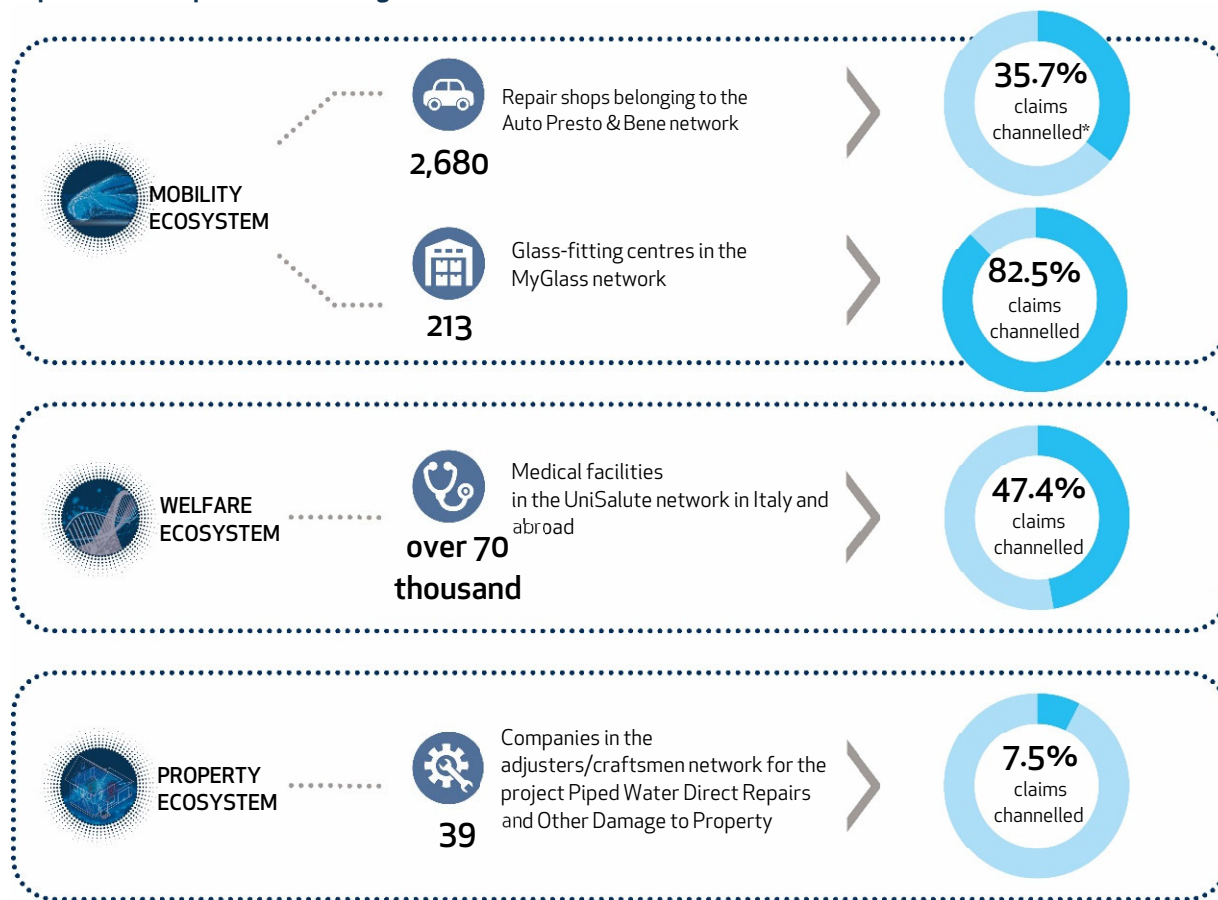 MOBILITY
ECOSYSTEM
2,680
Repair shops belonging to the
Auto Presto & Bene network
35.7%
claims
channelled*
213
Glass-fitting centres in the
MyGlass network
82.5%
claims
channelled
WELFARE
ECOSYSTEM
over 70
thousand
Medical facilities
in the UniSalute network in Italy and
abroad
47.4%
claims
channelled
PROPERTY
ECOSYSTEM
39
Companies in the
adjusters/craftsmen network for the
project Piped Water Direct Repairs
and Other Damage to Property
7.5%
claims
channelled